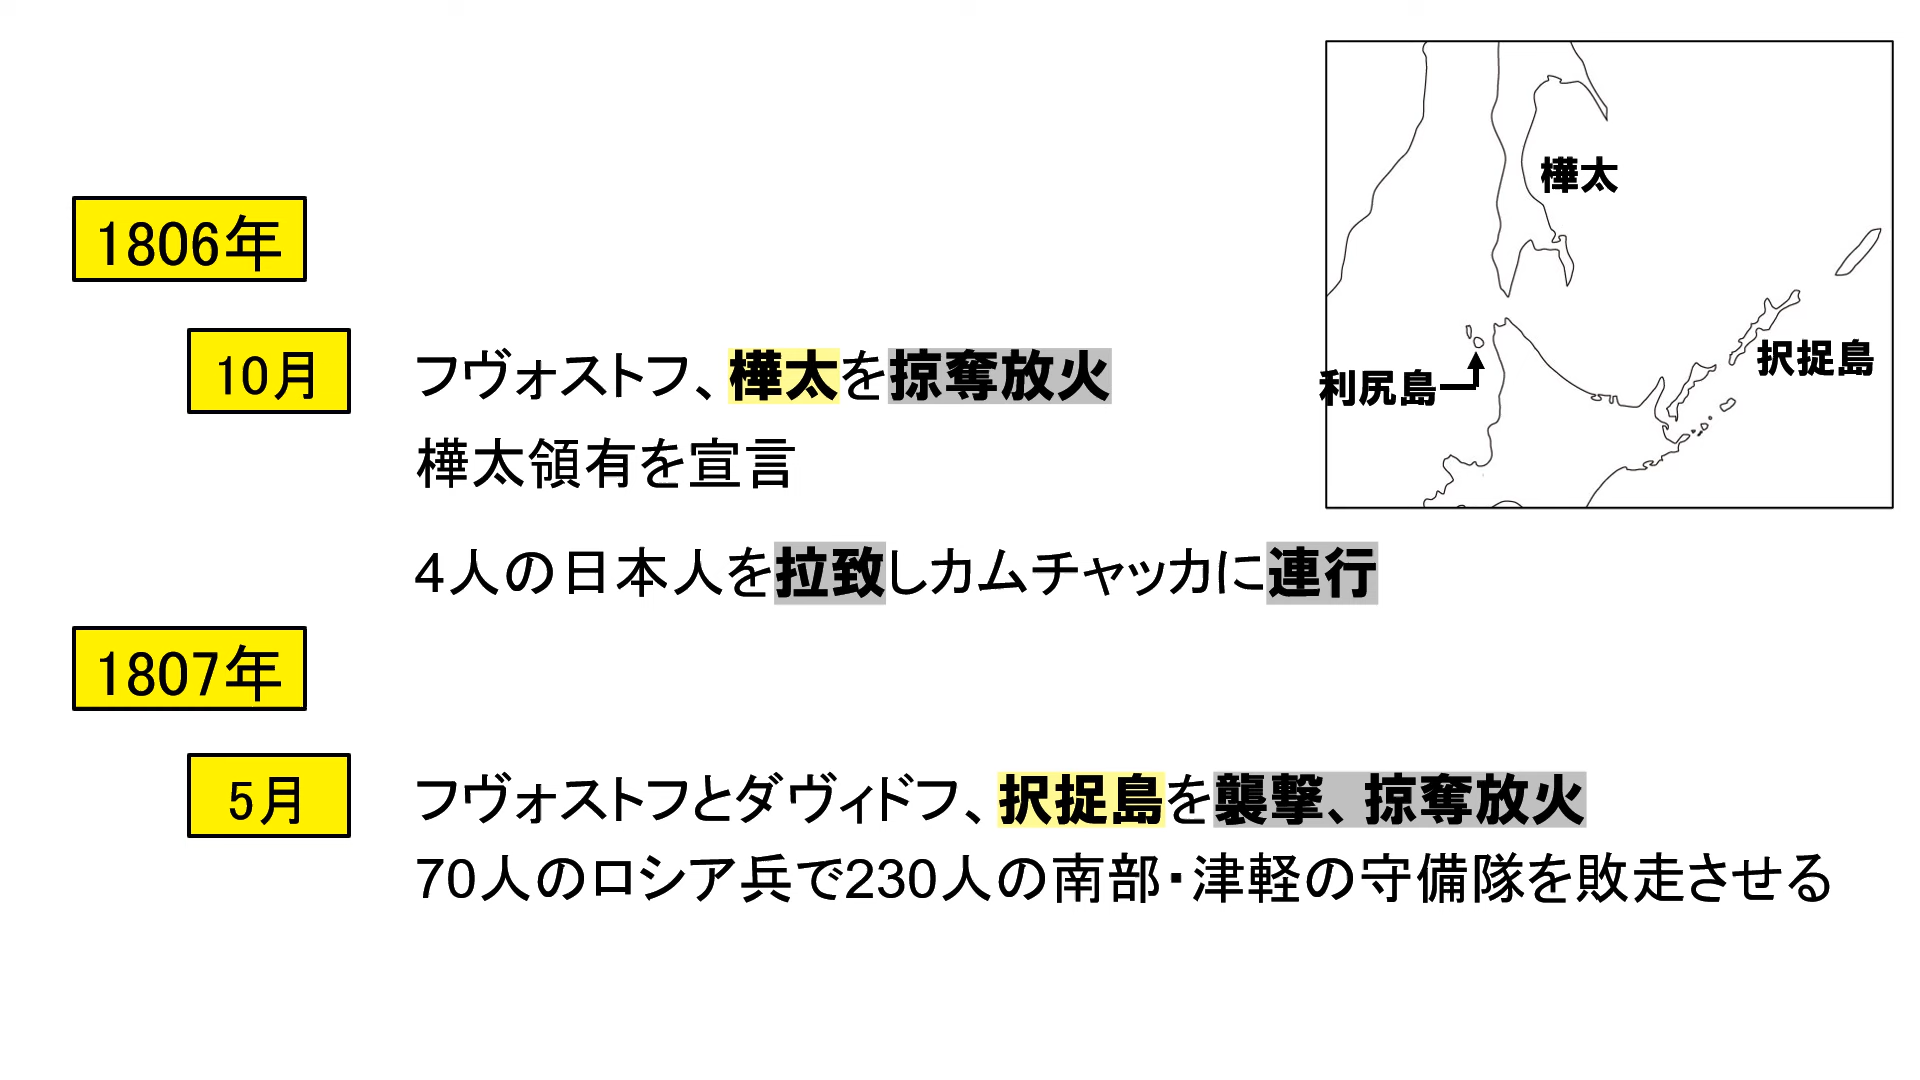 1806年
10月
フヴォストフ、樺太を掠奪放火
樺太領有を宣言
4人の日本人を拉致しカムチャッカに連行
1807年
5月
フヴォストフとダヴィドフ、択捉島を襲撃、掠奪放火
70人のロシア兵で230人の南部・津軽の守備隊を敗走させる
樺太
択捉島
利尻島